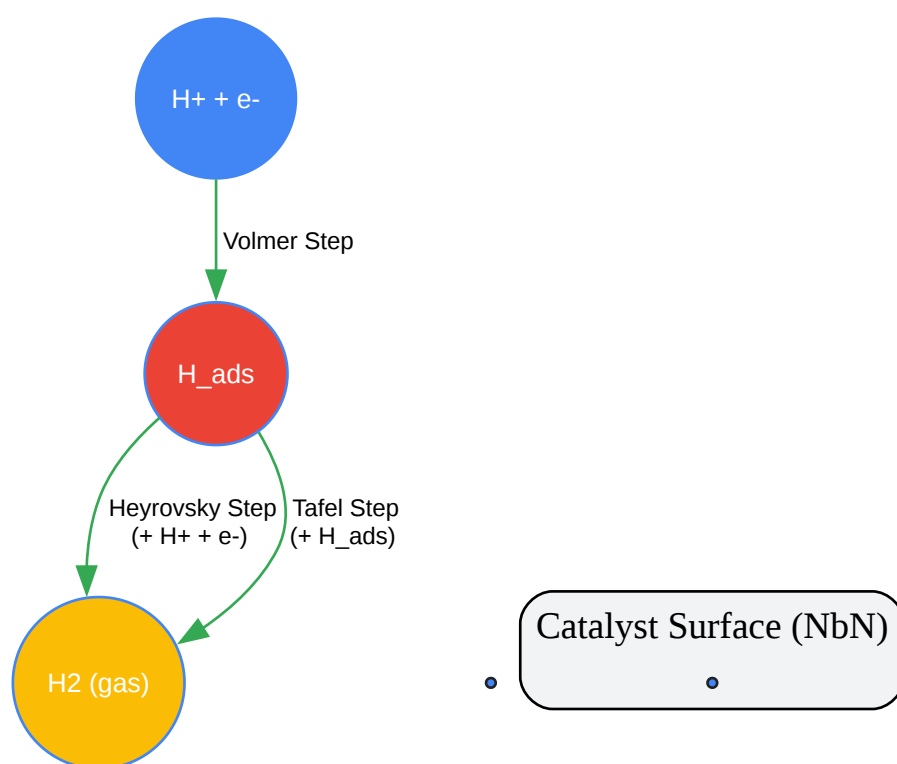 H+ + e-
Volmer Step
H_ads
Heyrovsky Step
(+ H+ + e-)
Tafel Step
(+ H_ads)
Catalyst Surface (NbN)
H2 (gas)